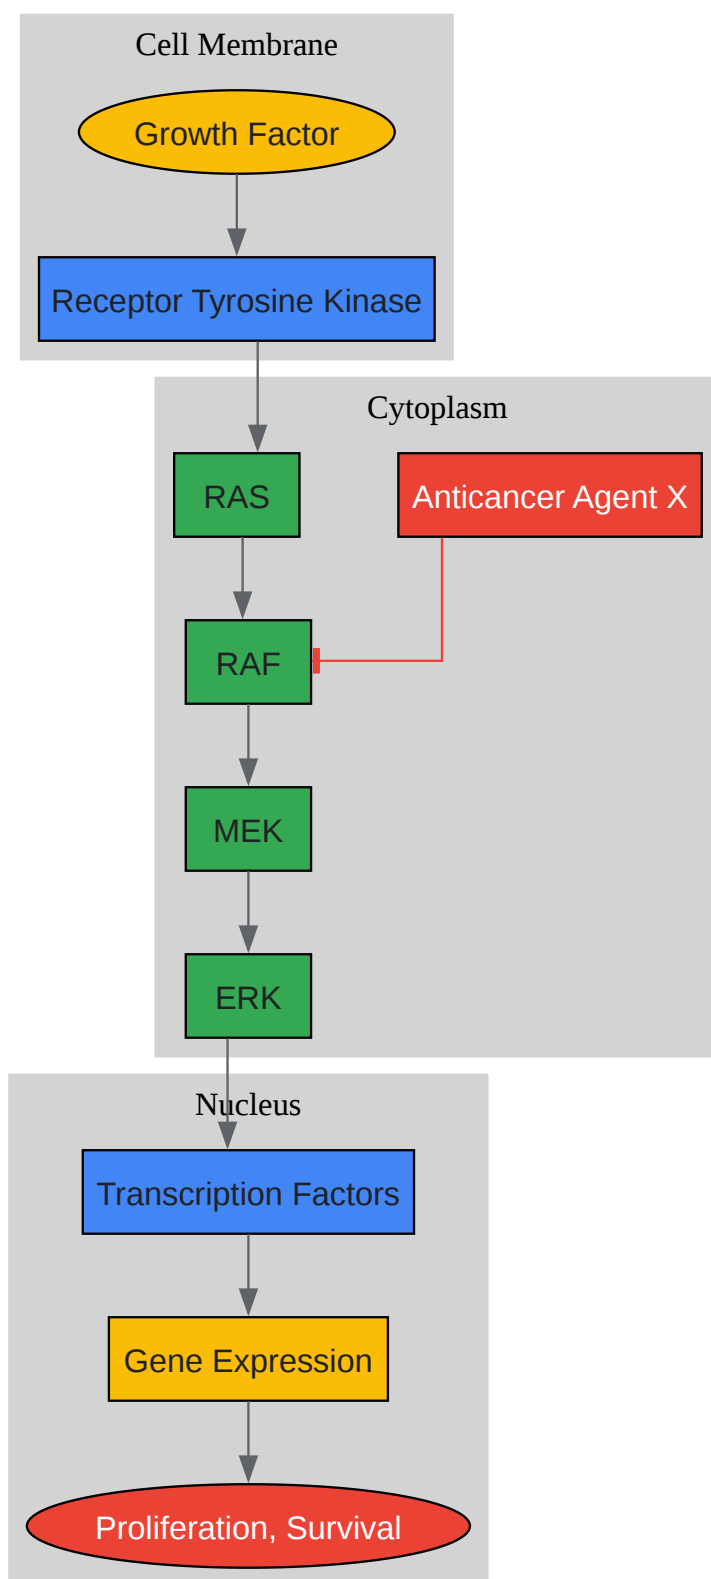 Cell Membrane
Growth Factor
Receptor Tyrosine Kinase
Cytoplasm
RAS
Anticancer Agent X
RAF
MEK
ERK
Nucleus
Transcription Factors
Gene Expression
Proliferation, Survival